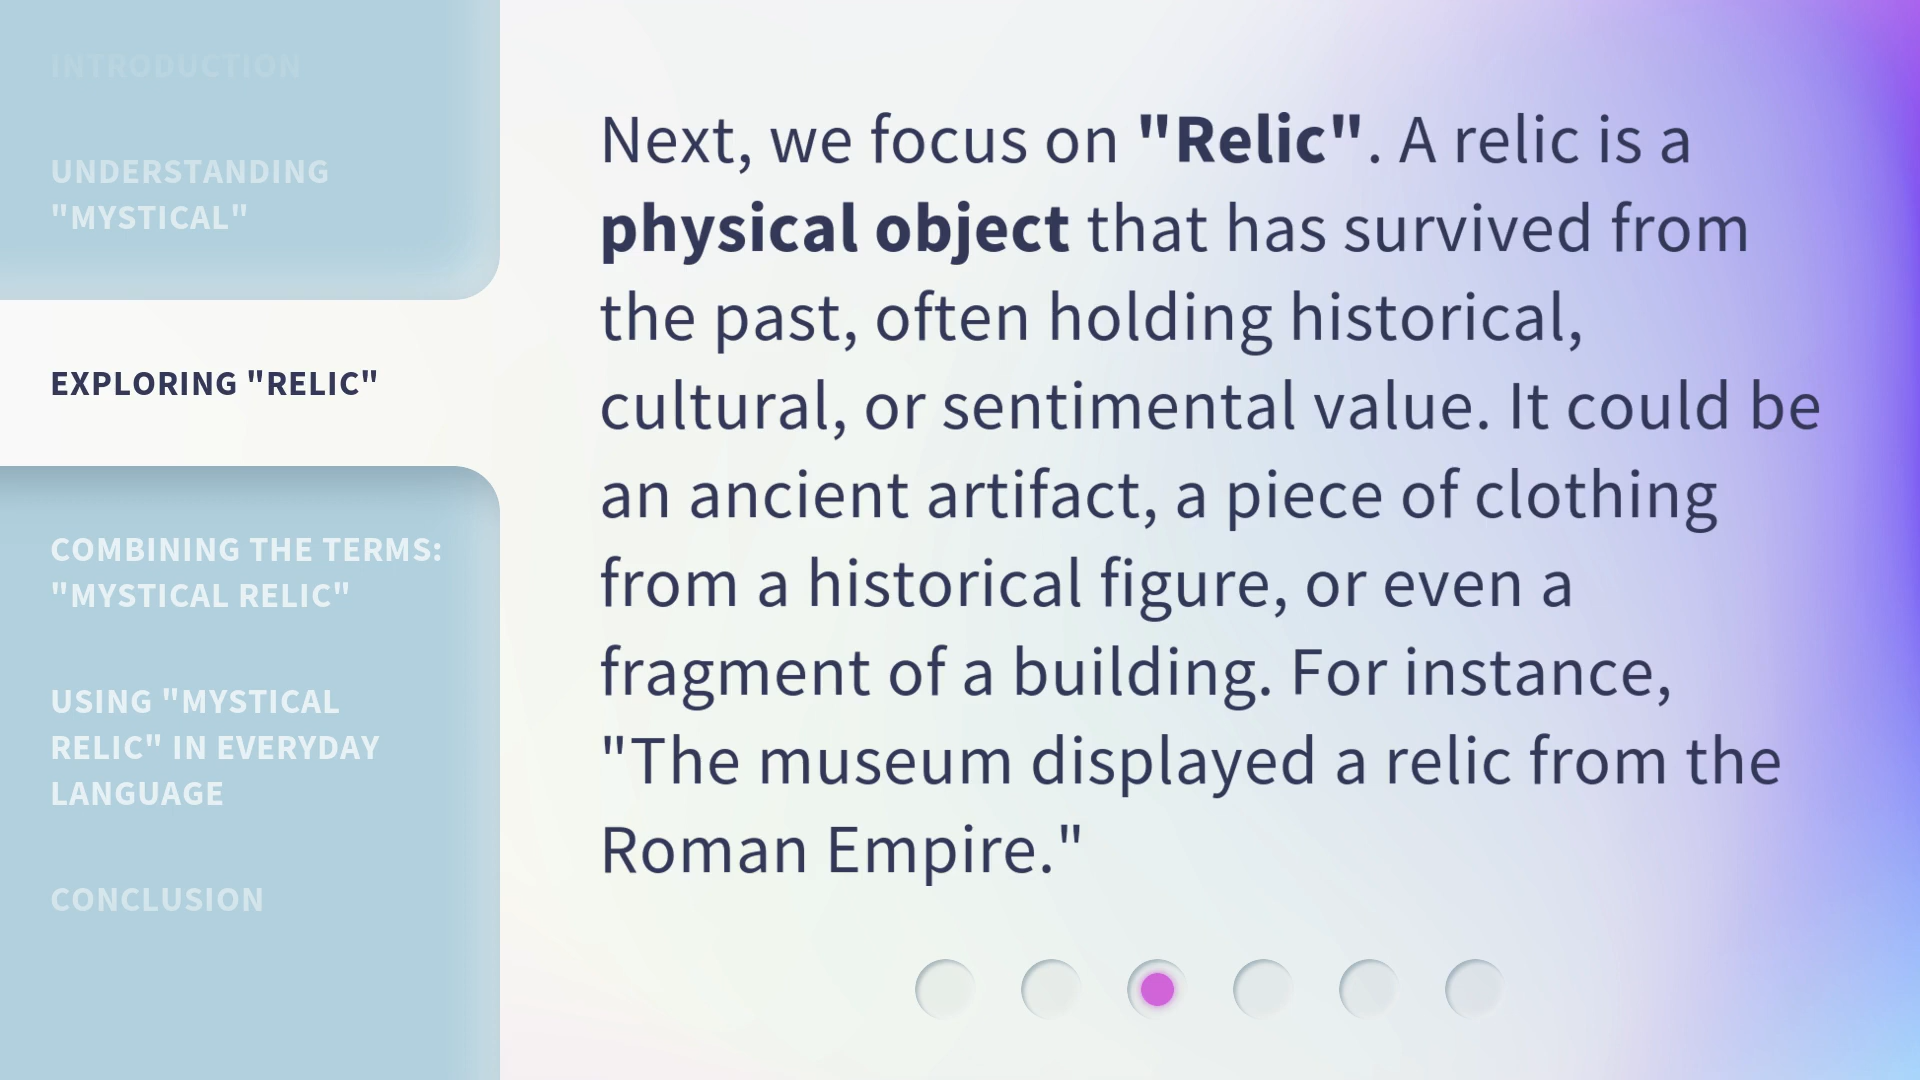 INTRODUCTION
UNDERSTANDING
"MYSTICAL"
EXPLORING "RELIC"
COMBINING THE TERMS:
"MYSTICAL RELIC"
USING "MYSTICAL
RELIC" IN EVERYDAY
LANGUAGE
CONCLUSION
Next, we focus on "Relic". A relic is a
physical object that has survived from
the past, often holding historical,
cultural, or sentimental value. It could be
an ancient artifact, a piece of clothing
from a historical figure, or even a
fragment of a building. For instance,
"The museum displayed a relic from the
Roman Empire."